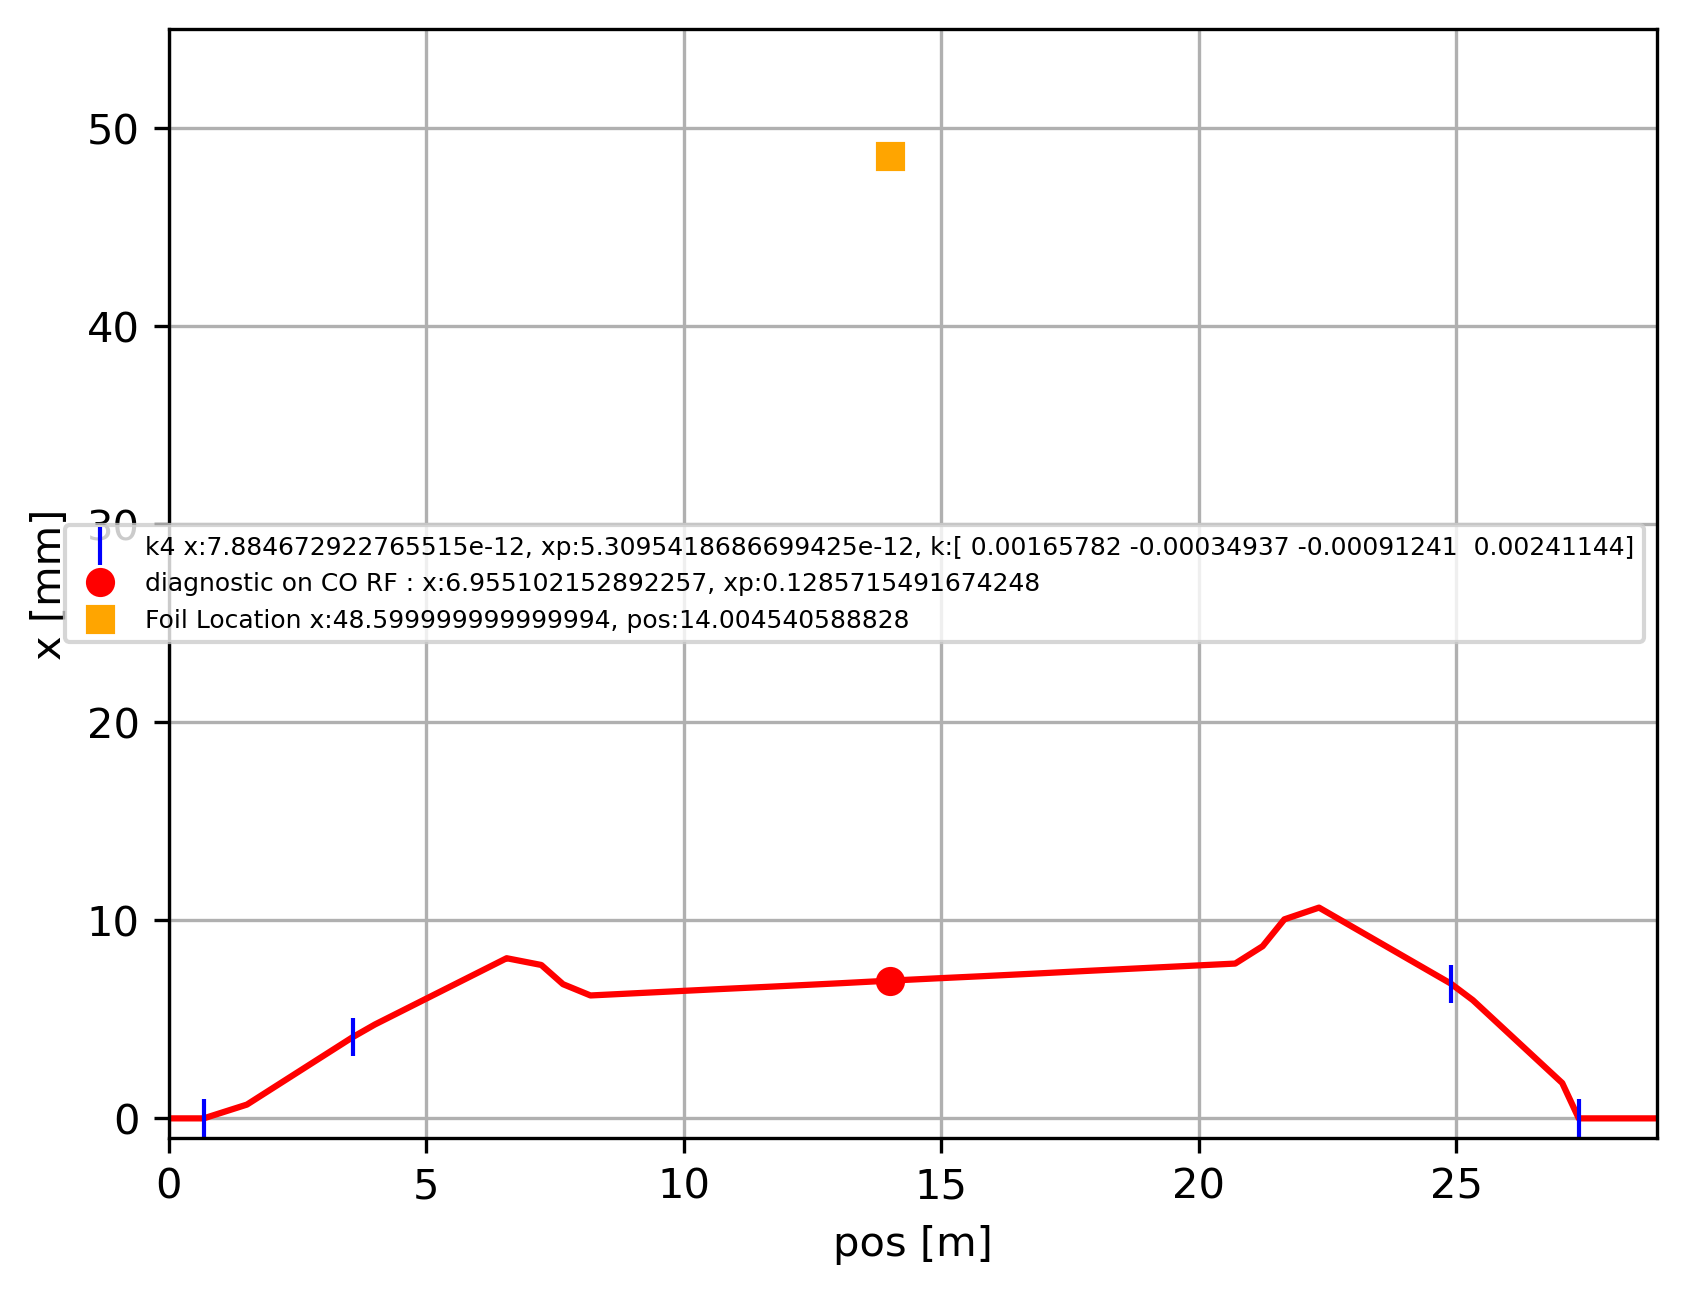 50
40
30
x [mm]
k4 x:7.884672922765515e-12, xp:5.3095418686699425e-12, k:[ 0.00165782 -0.00034937 -0.00091241  0.00241144]
diagnostic on CO RF : x:6.955102152892257, xp:0.1285715491674248
Foil Location x:48.599999999999994, pos:14.004540588828
20
10
0
0 5 10 15 20 25
pos [m]